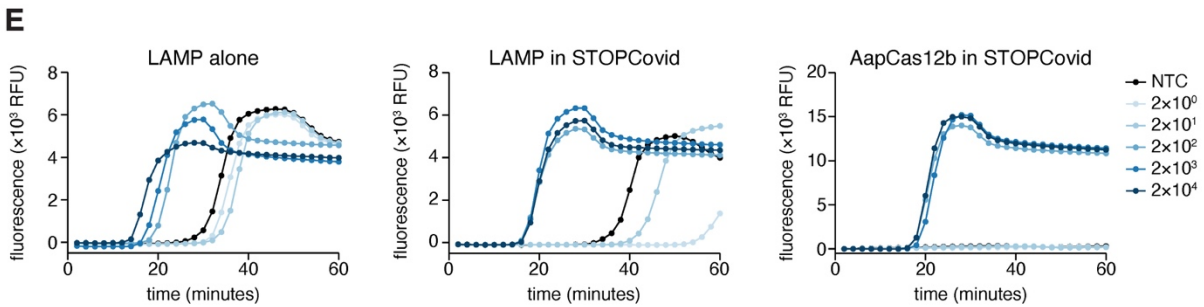 E
LAMP alone
fluorescence (×10³ RFU)
8
6
4
2
0
0
20
40
60
time (minutes)
LAMP in STOPCovid
fluorescence (×10³ RFU)
8
6
4
2
0
0
20
40
60
time (minutes)
AapCas12b in STOPCovid
fluorescence (×10³ RFU)
20
15
10
5
0
0
20
40
60
time (minutes)
NTC
2×10⁰
2×10¹
2×10²
2×10³
2×10⁴